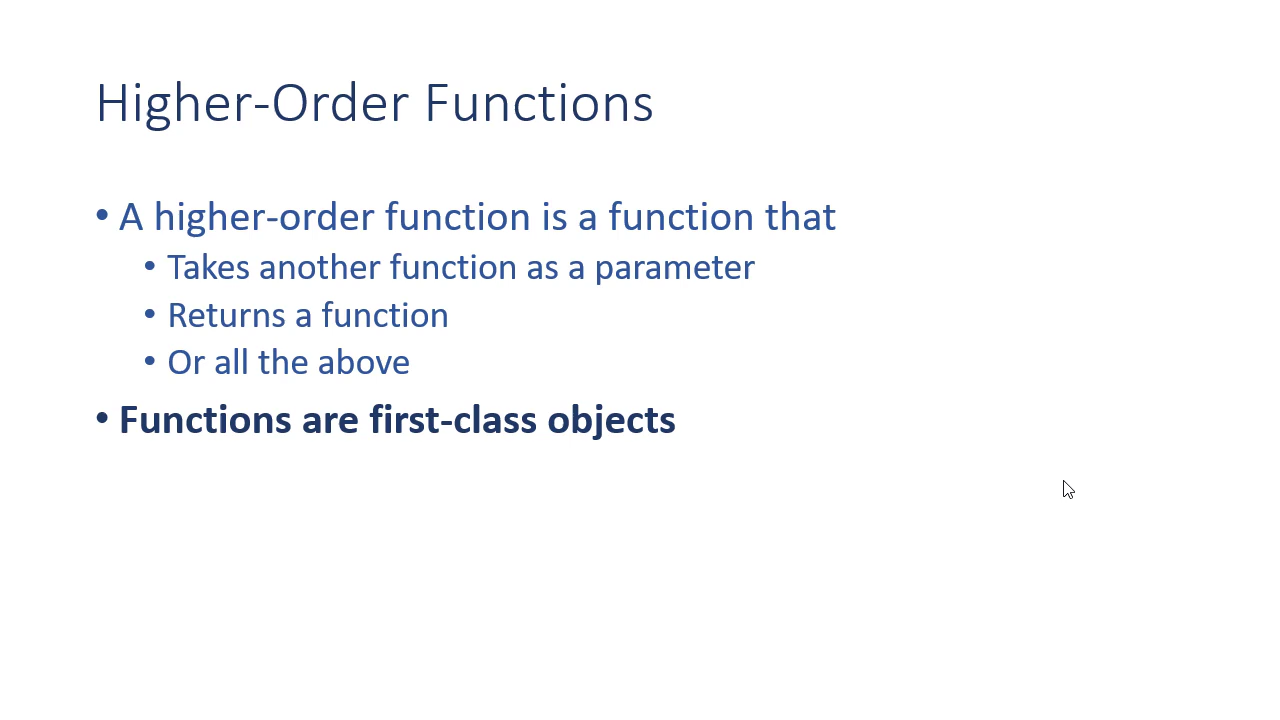 Higher-Order Functions
• A higher-order function is a function that
• Takes another function as a parameter
• Returns a function
• Or all the above
• Functions are first-class objects